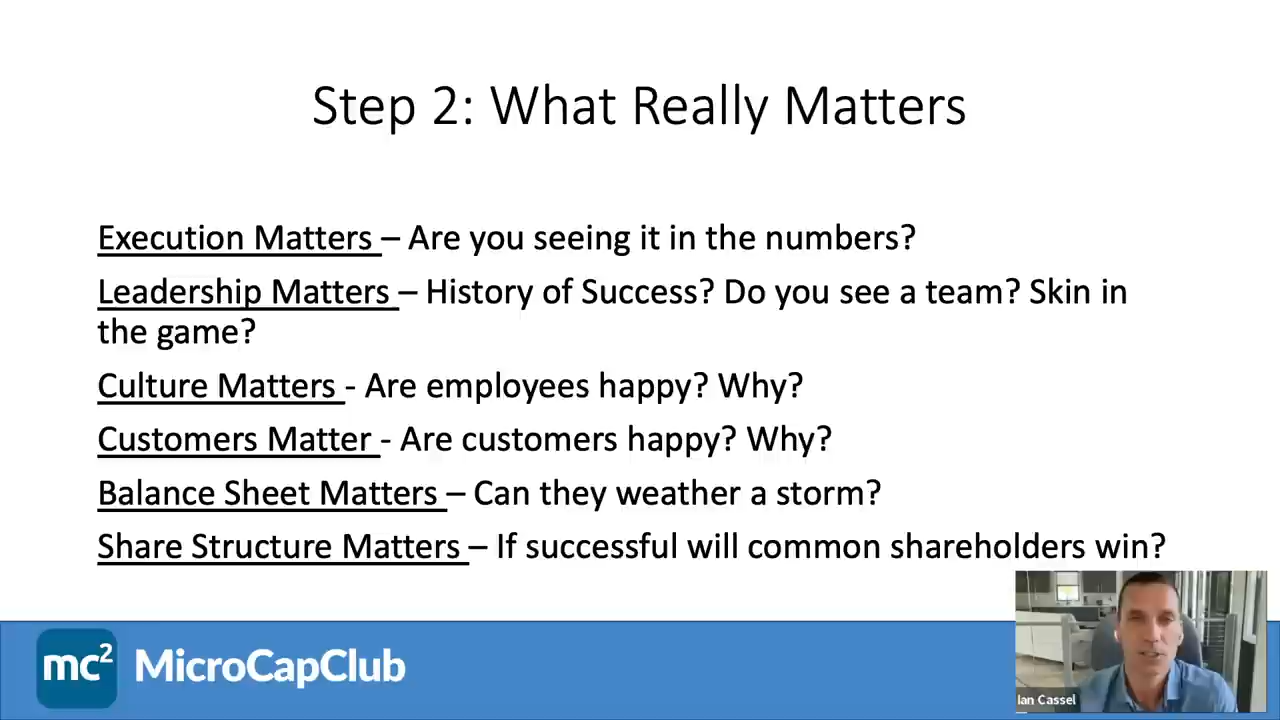 Step 2: What Really Matters
Execution Matters – Are you seeing it in the numbers?
Leadership Matters – History of Success? Do you see a team? Skin in
the game?
Culture Matters - Are employees happy? Why?
Customers Matter - Are customers happy? Why?
Balance Sheet Matters – Can they weather a storm?
Share Structure Matters – If successful will common shareholders win?
mc² MicroCapClub
Ian Cassel